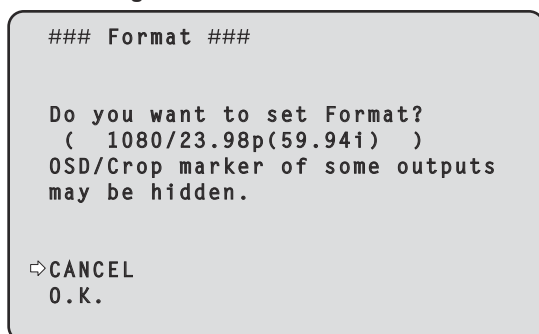 ### Format ###
Do you want to set Format?
( 1080/23.98p(59.94i) )
OSD/Crop marker of some outputs
may be hidden.
⇨CANCEL
O.K.